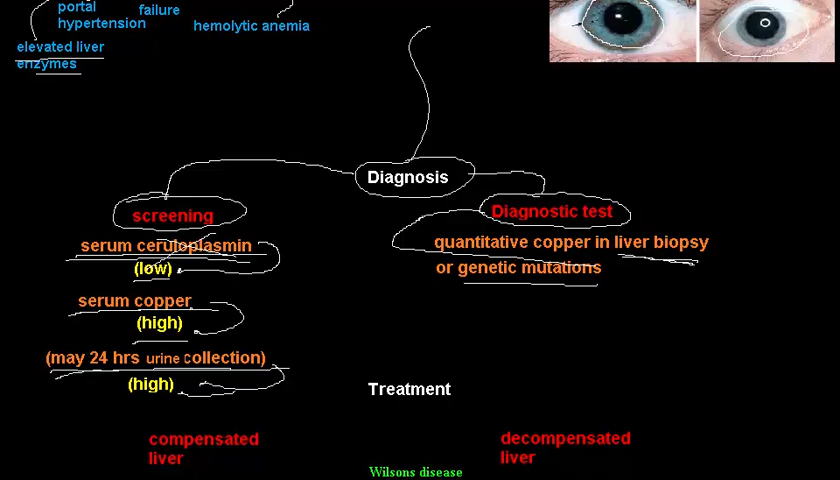 portal
hypertension
failure
hemolytic anemia
elevated liver
enzymes
Diagnosis
screening
Diagnostic test
serum ceruloplasmin
(low)
quantitative copper in liver biopsy
or genetic mutations
serum copper
(high)
(may 24 hrs urine collection)
(high)
Treatment
compensated
liver
decompensated
liver
Wilsons disease